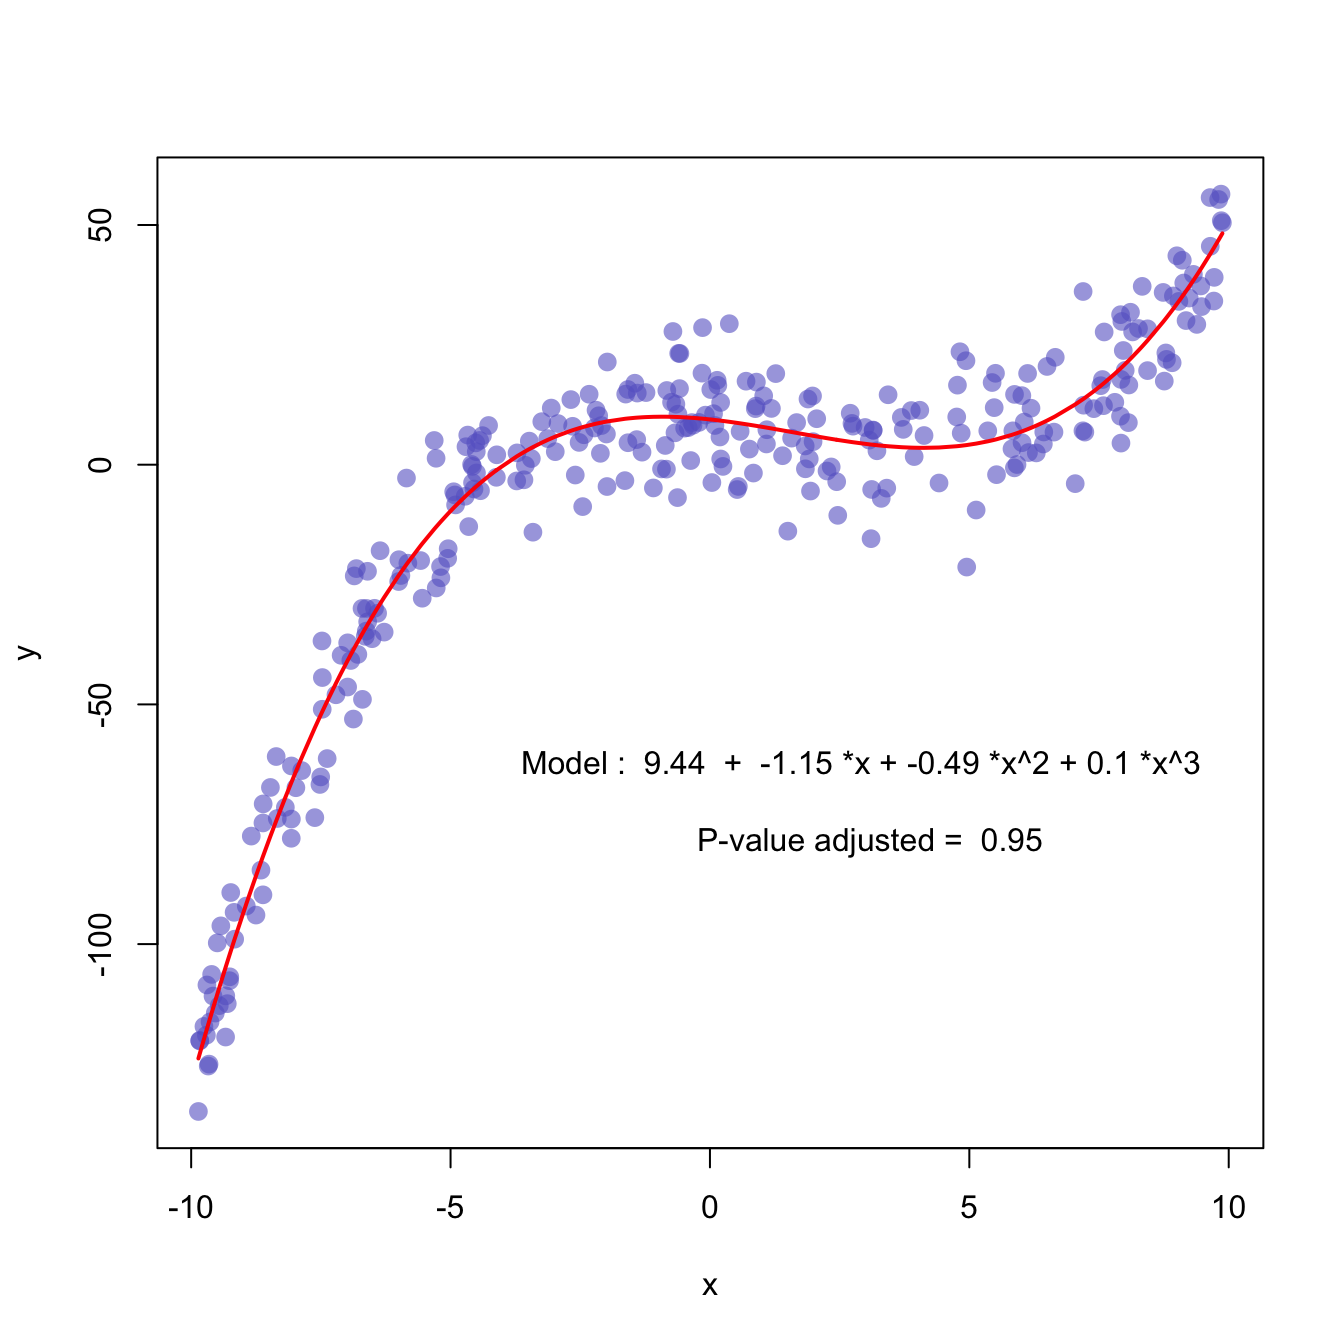 50
0
-50
-100
y
Model :  9.44  +  -1.15 *x + -0.49 *x^2 + 0.1 *x^3
P-value adjusted =  0.95
-10 -5 0 5 10
x